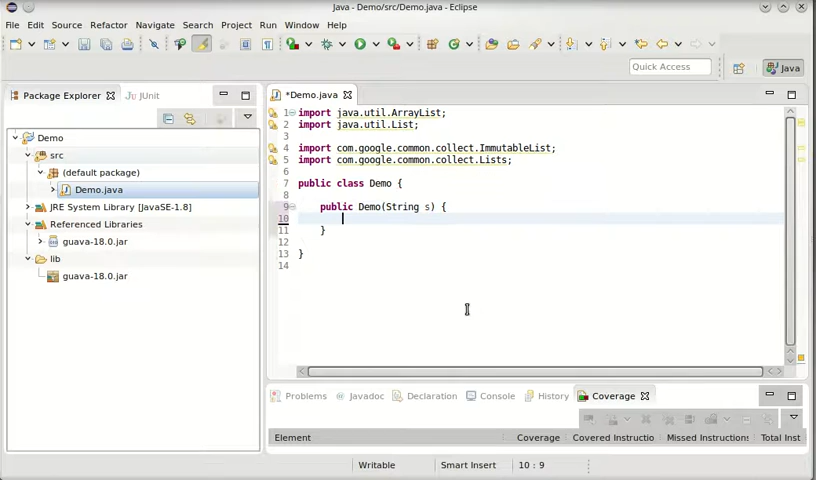 Java - Demo/src/Demo.java - Eclipse
File Edit Source Refactor Navigate Search Project Run Window Help
Quick Access
Java
Package Explorer
JUnit
Demo
src
(default package)
Demo.java
JRE System Library [JavaSE-1.8]
Referenced Libraries
guava-18.0.jar
lib
guava-18.0.jar
*Demo.java
1 import java.util.ArrayList;
2 import java.util.List;
3
4 import com.google.common.collect.ImmutableList;
5 import com.google.common.collect.Lists;
6
7 public class Demo {
8
9 public Demo(String s) {
10
11 }
12
13 }
14
Problems Javadoc Declaration Console History Coverage
Element Coverage Covered Instructio Missed Instructions Total Inst
Writable Smart Insert 10 : 9